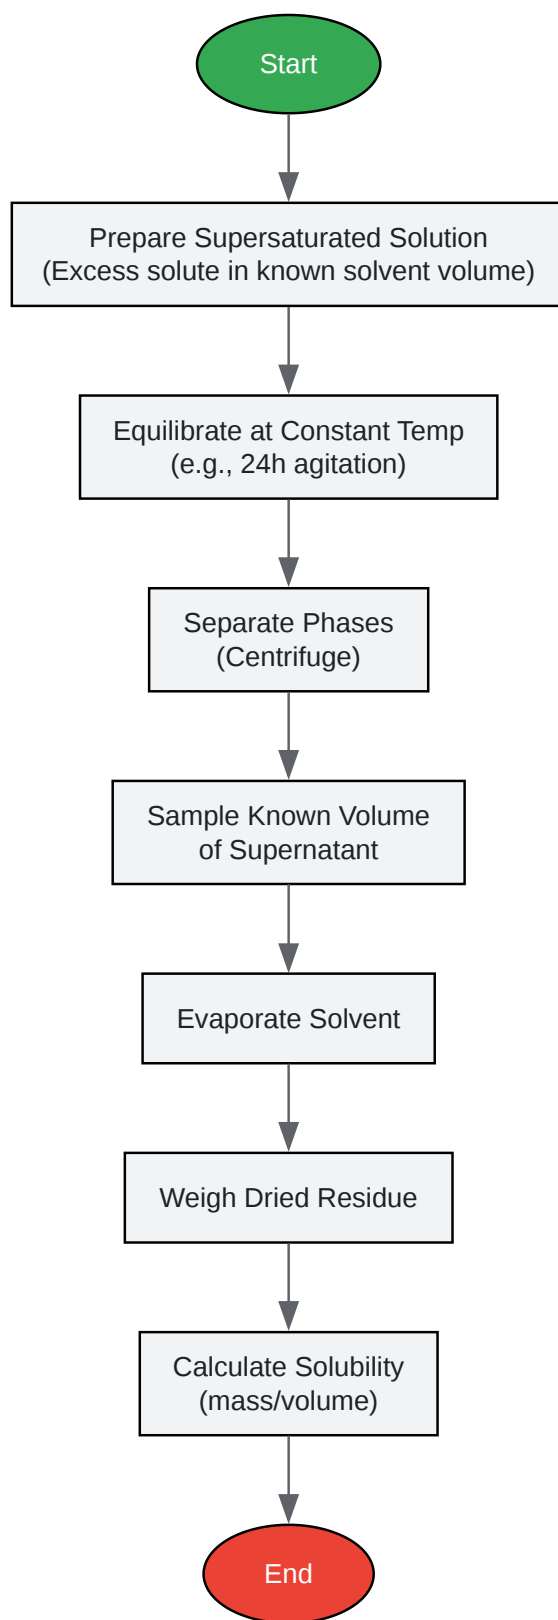 Start
Prepare Supersaturated Solution
(Excess solute in known solvent volume)
Equilibrate at Constant Temp
(e.g., 24h agitation)
Separate Phases
(Centrifuge)
Sample Known Volume
of Supernatant
Evaporate Solvent
Weigh Dried Residue
Calculate Solubility
(mass/volume)
End